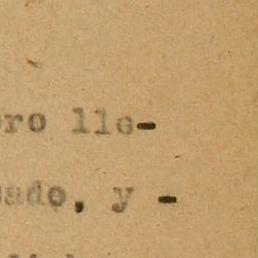 ro lle-
ado, y -